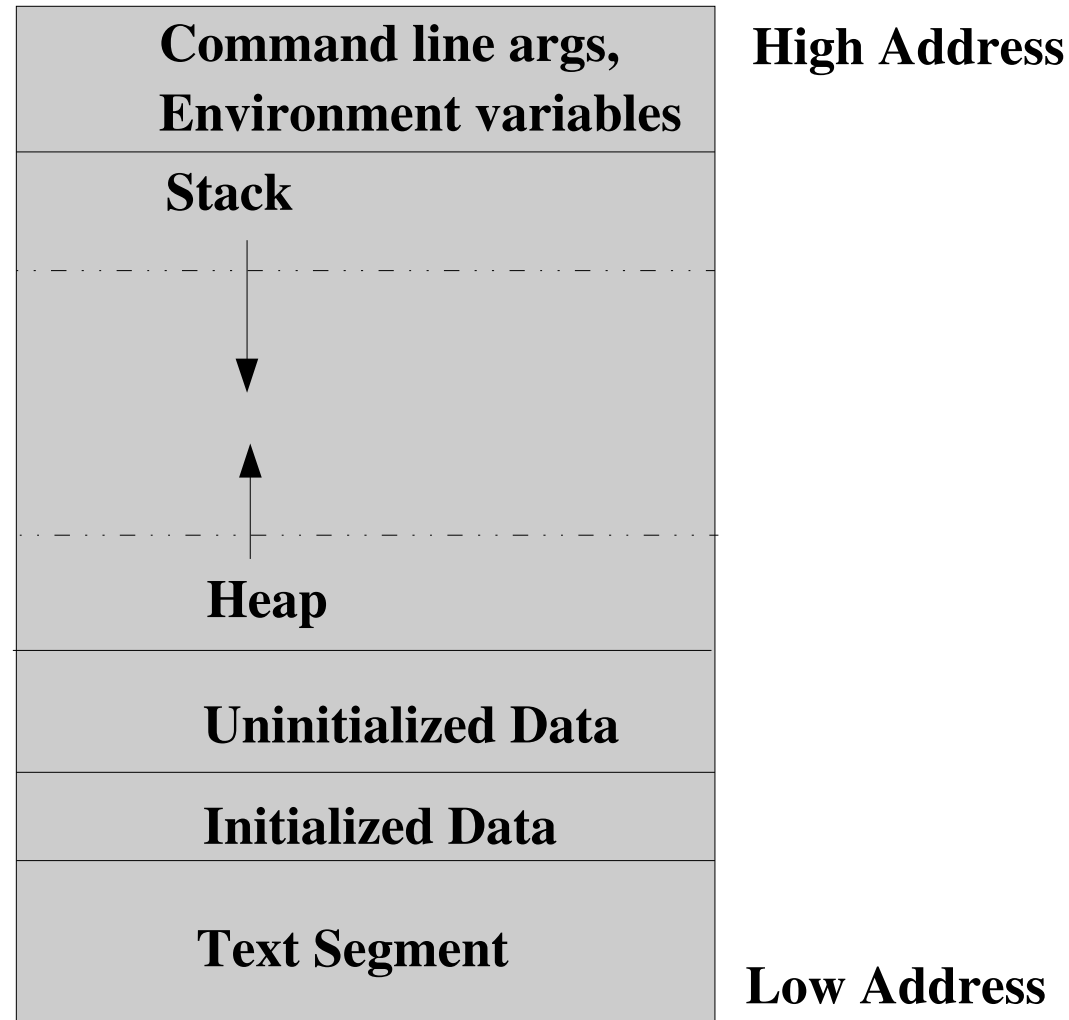 Command line args,
Environment variables
High Address
Stack
Heap
Uninitialized Data
Initialized Data
Text Segment
Low Address